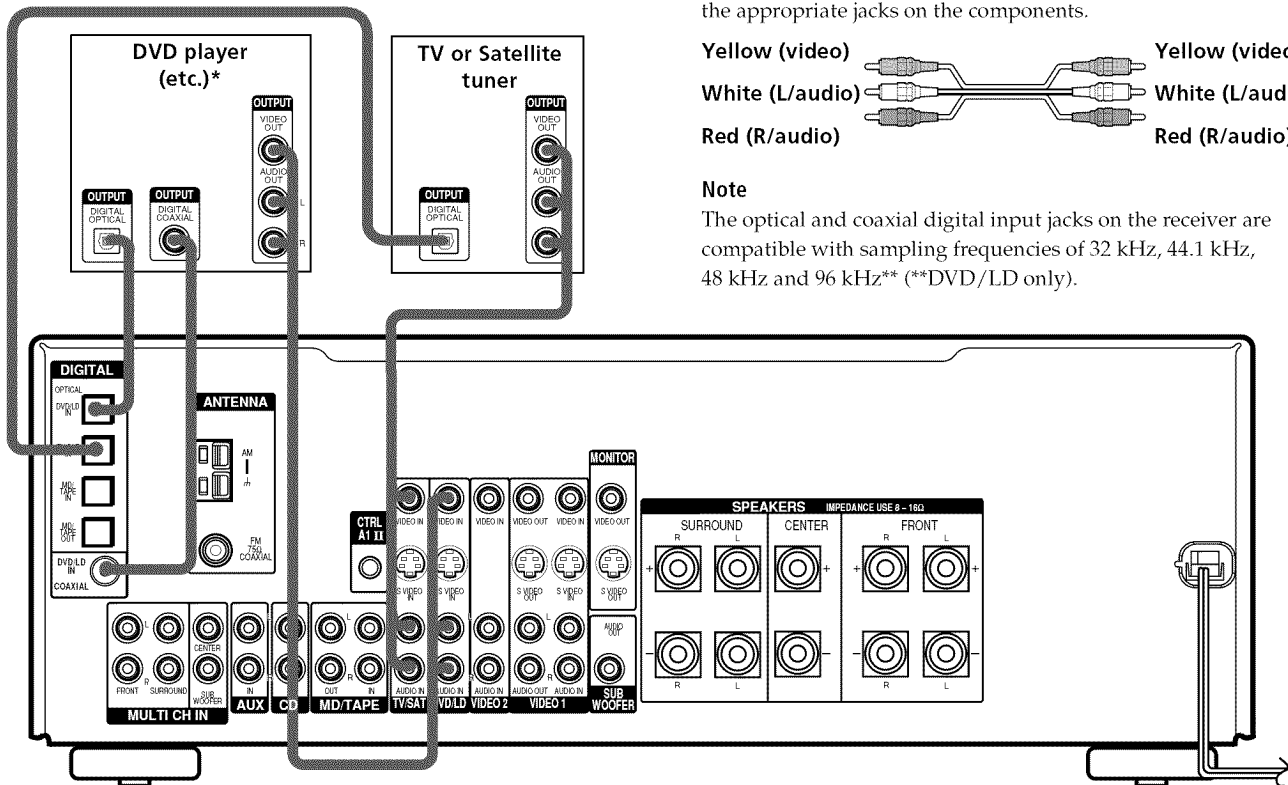 the appropriate jacks on the components.
Yellow (video)
White (L/audio)
Red (R/audio)
Yellow (video
White (L/aud
Red (R/audio)
Note
The optical and coaxial digital input jacks on the receiver are
compatible with sampling frequencies of 32 kHz, 44.1 kHz,
48 kHz and 96 kHz** (**DVD/LD only).
DVD player
(etc.)*
OUTPUT
VIDEO
OUT
AUDIO
OUT
L
R
OUTPUT
DIGITAL
OPTICAL
OUTPUT
DIGITAL
COAXIAL
TV or Satellite
tuner
OUTPUT
VIDEO
OUT
AUDIO
OUT
OUTPUT
DIGITAL
OPTICAL
DIGITAL
OPTICAL
DVD/LD
IN
MD/
TAPE
IN
MD/
TAPE
OUT
DVD/LD
IN
COAXIAL
ANTENNA
AM
FM
75Ω
COAXIAL
CTRL
A1 II
VIDEO IN
VIDEO IN
VIDEO IN
VIDEO OUT
VIDEO IN
S VIDEO
IN
S VIDEO
IN
S VIDEO
OUT
S VIDEO
IN
MONITOR
VIDEO OUT
S VIDEO
OUT
AUDIO
OUT
SUB
WOOFER
SPEAKERS IMPEDANCE USE 8 – 16Ω
SURROUND
CENTER
FRONT
R
L
R
L
+
+
+
+
–
–
–
–
R
L
R
L
L
R
FRONT
SURROUND
CENTER
SUB
WOOFER
MULTI CH IN
IN
AUX
CD
L
R
OUT
IN
MD/TAPE
AUDIO IN
TV/SAT
AUDIO IN
DVD/LD
AUDIO IN
VIDEO 2
L
R
AUDIO OUT
AUDIO IN
VIDEO 1